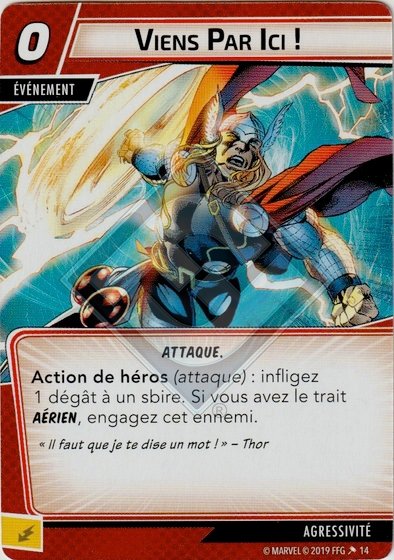 0
VIENS PAR ICI !
ÉVÉNEMENT
ATTAQUE.
Action de héros (attaque) : infligez
1 dégât à un sbire. Si vous avez le trait
AÉRIEN, engagez cet ennemi.
« Il faut que je te dise un mot ! » – Thor
AGRESSIVITÉ
© MARVEL © 2019 FFG 14